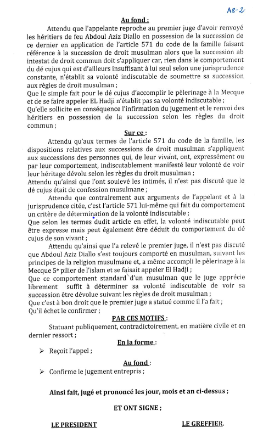 AS-2
Au fond :
Attendu que l'appelante reproche au premier juge d'avoir renvoyé
les héritiers de feu Abdoul Aziz Diallo en possession de la succession de
ce dernier en application de l'article 571 du code de la famille faisant
référence à la succession de droit musulman alors que la succession ab
intestat de droit commun doit s'appliquer car, rien dans le comportement
du de cujus qui est d'ailleurs insuffisant à lui seul selon une jurisprudence
constante, n'établit sa volonté indiscutable de soumettre sa succession
aux règles de droit musulman ;
Que le simple fait pour le de cujus d'accomplir le pèlerinage à la Mecque
et de se faire appeler El. Hadji n'établit pas sa volonté indiscutable ;
Qu'elle sollicite en conséquence l'infirmation du jugement et le renvoi des
héritiers en possession de la succession selon les règles du droit
commun ;
Sur ce :
Attendu qu'aux termes de l'article 571 du code de la famille, les
dispositions relatives aux successions de droit musulman s'appliquent
aux successions des personnes qui, de leur vivant, ont, expressément ou
par leur comportement, indiscutablement manifesté leur volonté de voir
leur héritage dévolu selon les règles du droit musulman ;
Attendu qu'ainsi que l'ont soulevé les intimés, il n'est pas discuté que le
de cujus était de confession musulmane ;
Attendu que contrairement aux arguments de l'appelant et à la
jurisprudence citée, c'est l'article 571 lui-même qui fait du comportement
un critère de détermination de la volonté indiscutable ;
Que selon les termes dudit article en effet, la volonté indiscutable peut
être expresse mais peut également être déduit du comportement du de
cujus de son vivant ;
Attendu qu'ainsi que l'a relevé le premier juge, il n'est pas discuté
que Abdoul Aziz Diallo s'est toujours comporté en musulman, suivant les
principes de la religion musulmane et, a même accompli le pèlerinage à la
Mecque 5e pilier de l'Islam et se faisait appeler El Hadji ;
Que ce comportement standard d'un musulman que le juge apprécie
librement suffit à déterminer sa volonté indiscutable de voir sa
succession être dévolue suivant les règles de droit musulman ;
Que c'est à bon droit que le premier juge a statué comme il l'a fait ;
Qu'il échet le confirmer ;
PAR CES MOTIFS :
Statuant publiquement, contradictoirement, en matière civile et en
dernier ressort ;
En la forme :
➢ Reçoit l'appel ;
Au fond :
➢ Confirme le jugement entrepris ;
Ainsi fait, jugé et prononcé les jour, mois et an ci-dessus ;
ET ONT SIGNE ;
LE PRESIDENT LE GREFFIER.